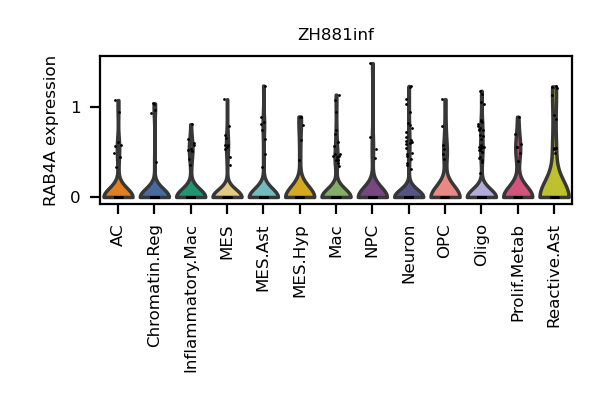 ZH881inf
RAB4A expression
1
0
AC
Chromatin.Reg
Inflammatory.Mac
MES
MES.Ast
MES.Hyp
Mac
NPC
Neuron
OPC
Oligo
Prolif.Metab
Reactive.Ast